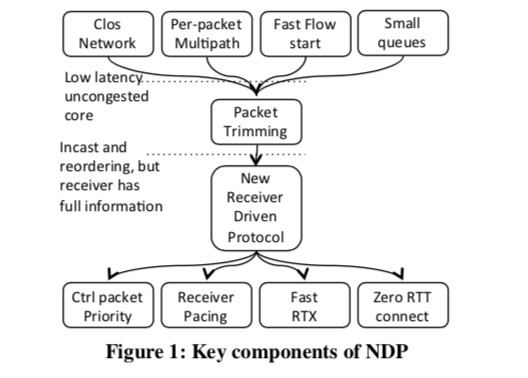 Clos
Network
Per-packet
Multipath
Fast Flow
start
Small
queues
Low latency
uncongested
core
Packet
Trimming
Incast and
reordering, but
receiver has
full information
New
Receiver
Driven
Protocol
Ctrl packet
Priority
Receiver
Pacing
Fast
RTX
Zero RTT
connect
Figure 1: Key components of NDP